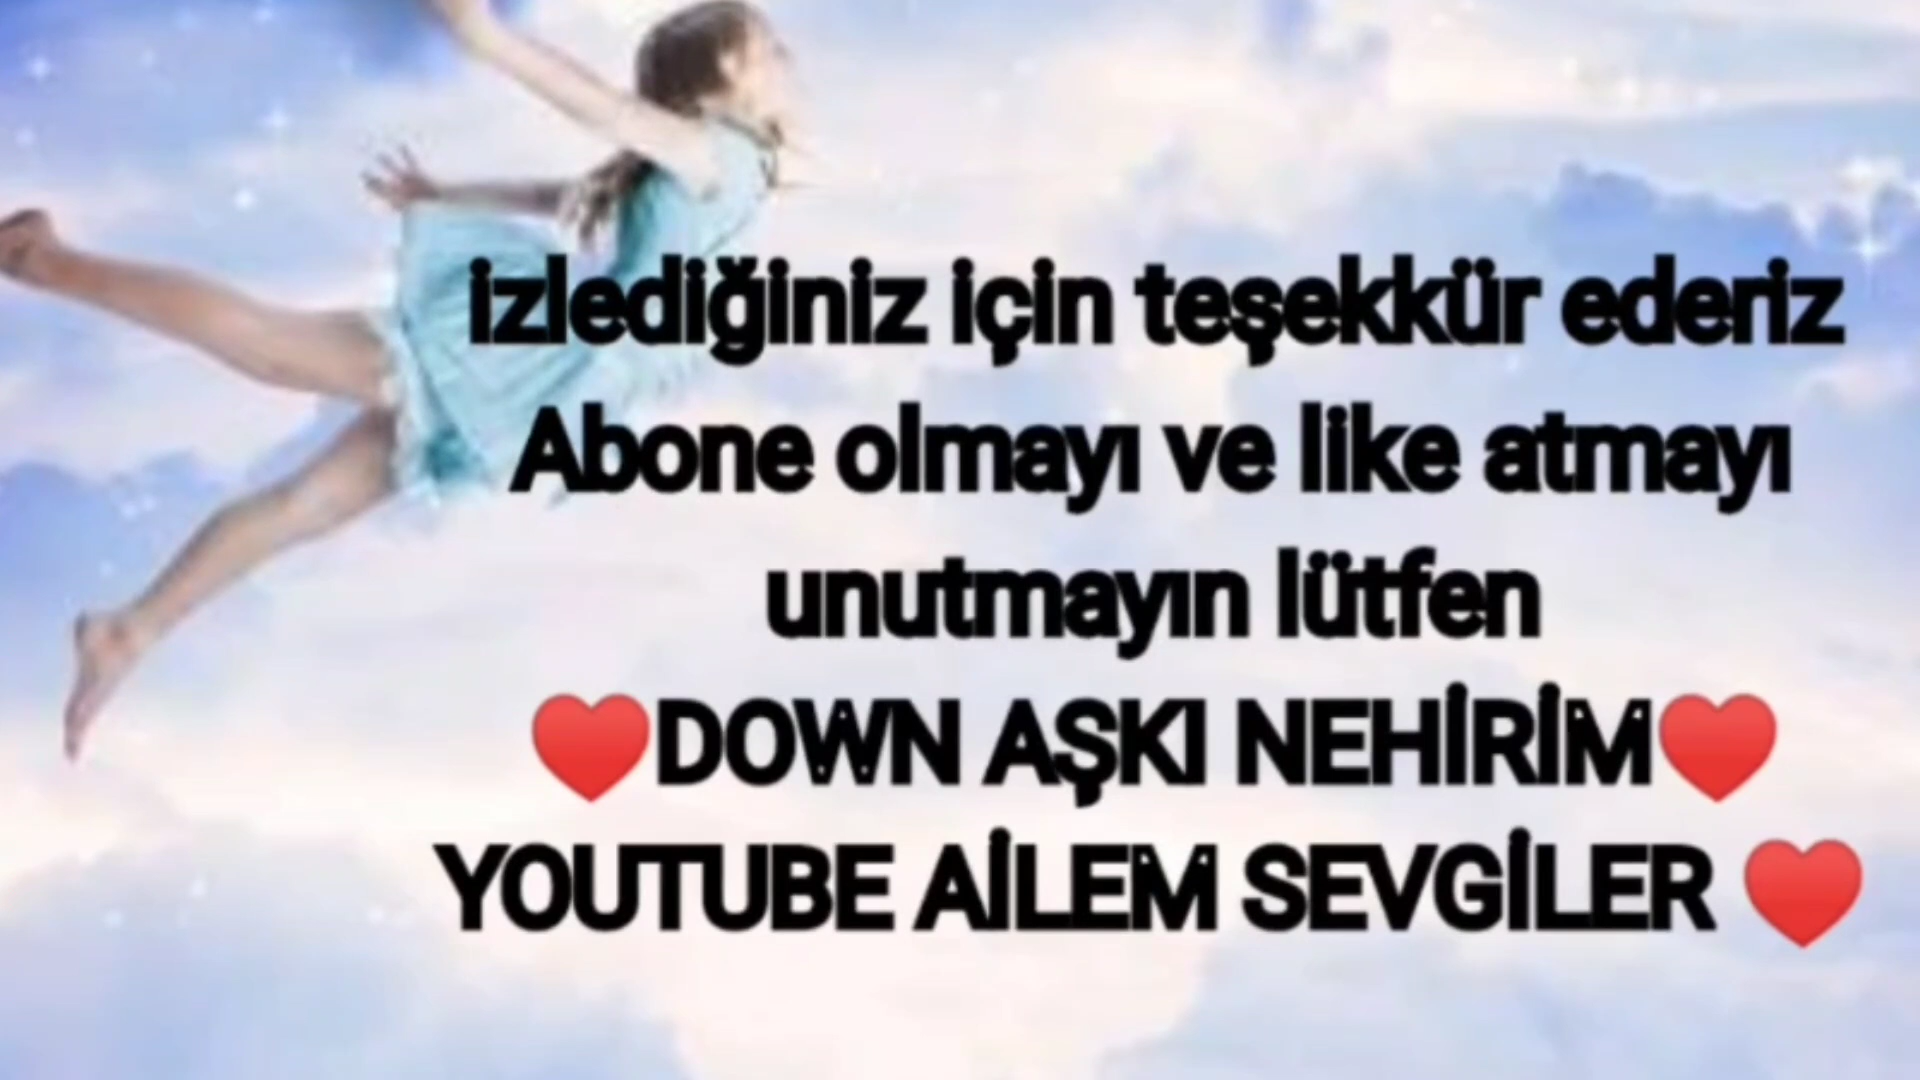 izlediğiniz için teşekkür ederiz
Abone olmayı ve like atmayı
unutmayın lütfen
♥️DOWN AŞKI NEHİRİM♥️
YOUTUBE AİLEM SEVGİLER ♥️